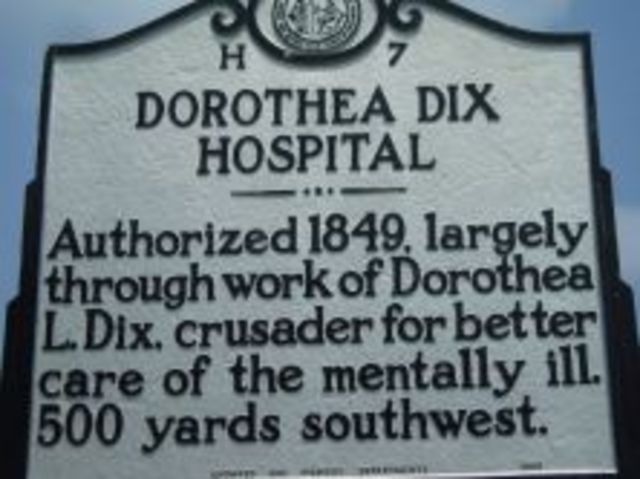 H 7
DOROTHEA DIX
HOSPITAL
Authorized 1849, largely
through work of Dorothea
L. Dix, crusader for better
care of the mentally ill.
500 yards southwest.